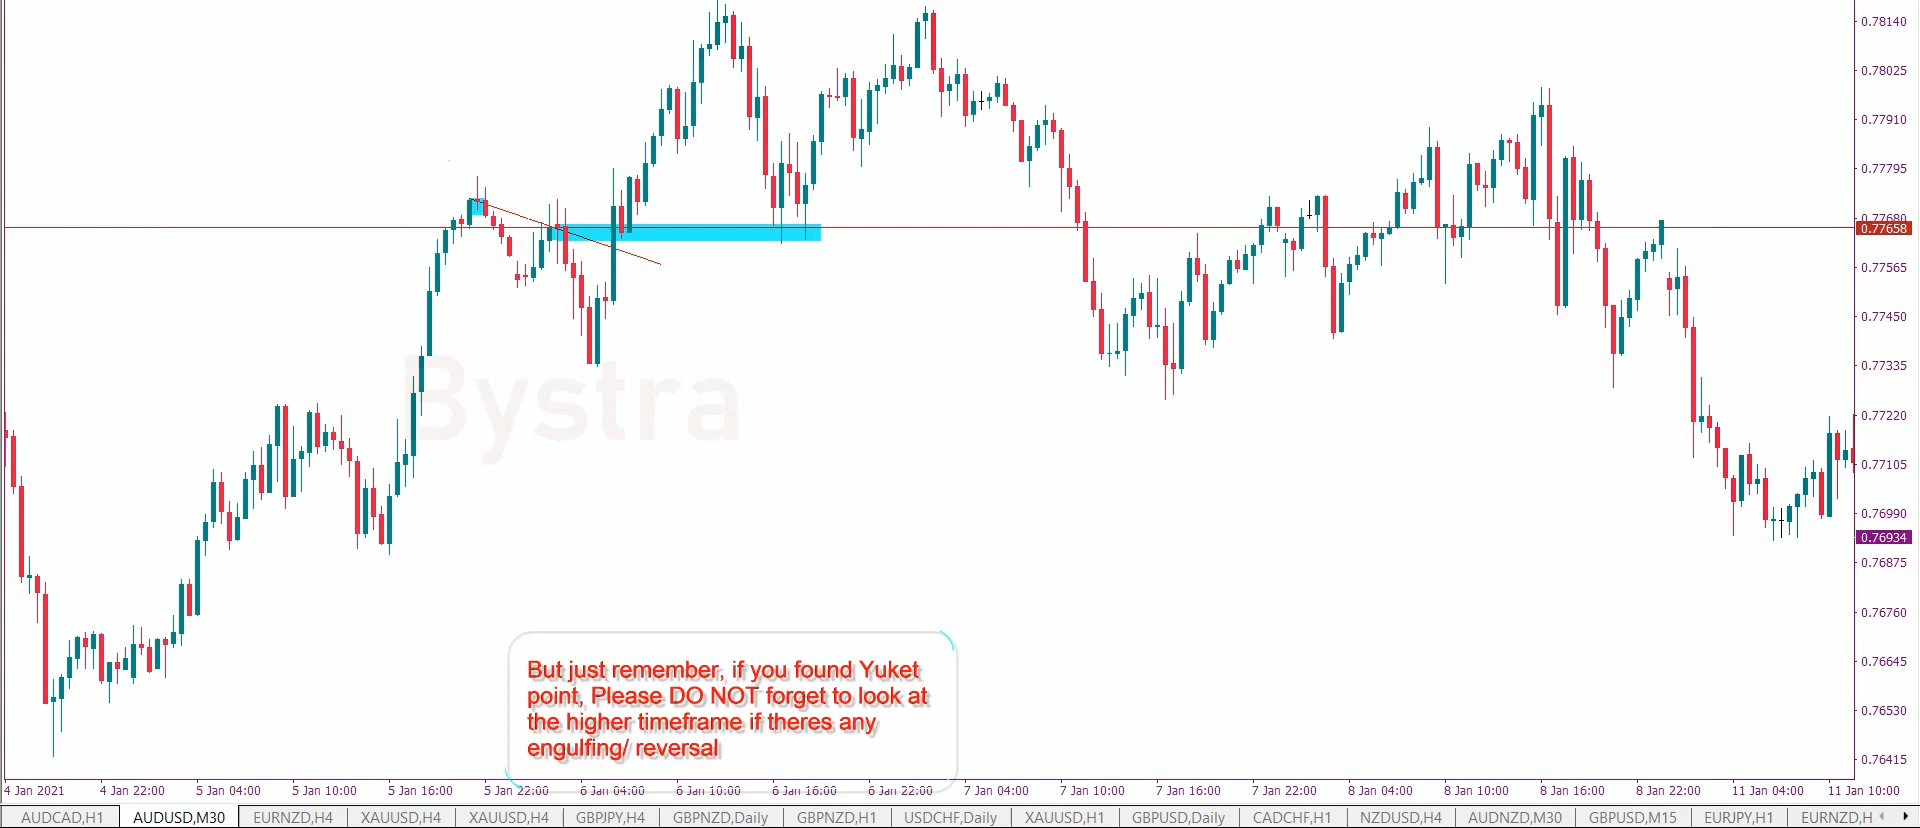 0.78140
0.78025
0.77910
0.77795
0.77680
0.77658
0.77565
0.77450
0.77335
Bystra
0.77220
0.77105
0.76990
0.76934
0.76875
0.76760
0.76645
0.76530
0.76415
But just remember, if you found Yuket
point, Please DO NOT forget to look at
the higher timeframe if theres any
engulfing/ reversal
4 Jan 2021 4 Jan 22:00 5 Jan 04:00 5 Jan 10:00 5 Jan 16:00 5 Jan 22:00 6 Jan 04:00 6 Jan 10:00 6 Jan 16:00 6 Jan 22:00 7 Jan 04:00 7 Jan 10:00 7 Jan 16:00 7 Jan 22:00 8 Jan 04:00 8 Jan 10:00 8 Jan 16:00 8 Jan 22:00 11 Jan 04:00 11 Jan 10:00
AUDCAD,H1 AUDUSD,M30 EURNZD,H4 XAUUSD,H4 XAUUSD,H4 GBPJPY,H4 GBPNZD,Daily GBPNZD,H1 USDCHF,Daily XAUUSD,H1 GBPUSD,Daily CADCHF,H1 NZDUSD,H4 AUDNZD,M30 GBPUSD,M15 EURJPY,H1 EURNZD,H